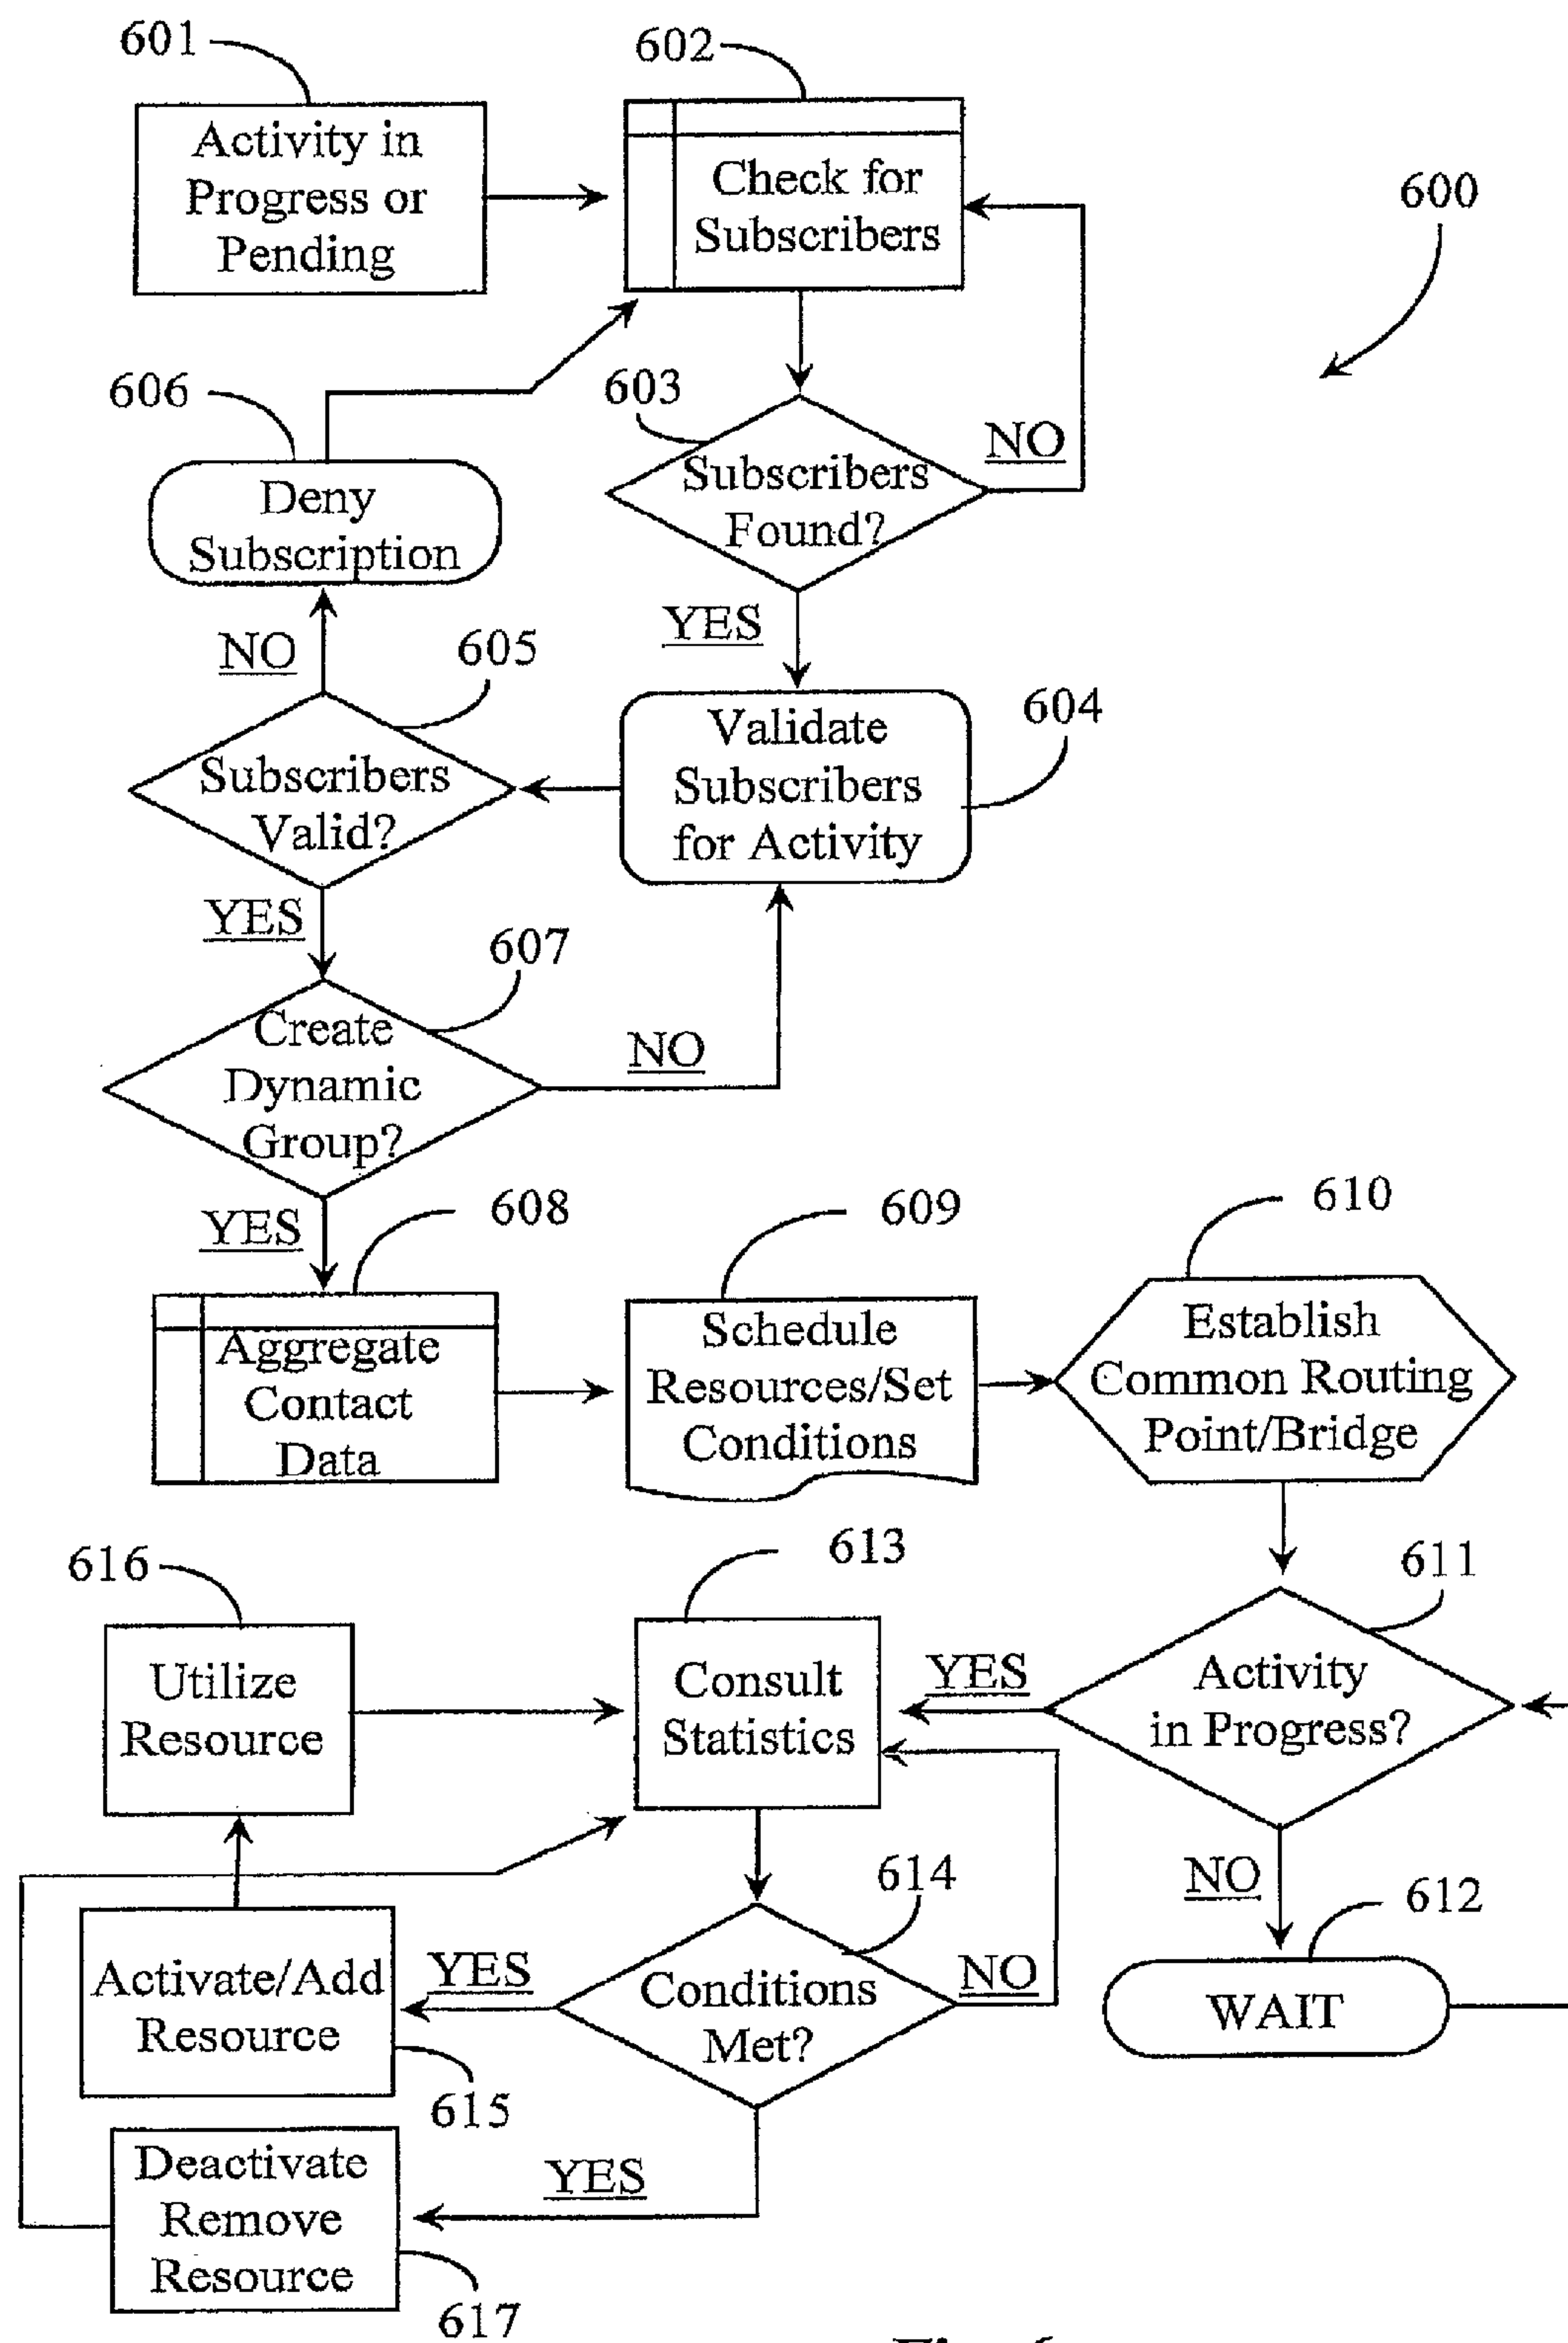 601
602
Activity in
Progress or
Pending
Check for
Subscribers
600
606
603
NO
Subscribers
Found?
Deny
Subscription
YES
NO
605
604
Validate
Subscribers
for Activity
Subscribers
Valid?
YES
607
Create
Dynamic
Group?
NO
YES
608
609
610
Aggregate
Contact
Data
Schedule
Resources/Set
Conditions
Establish
Common Routing
Point/Bridge
616
613
611
Utilize
Resource
Consult
Statistics
YES
Activity
in Progress?
614
NO
612
Activate/Add
Resource
YES
Conditions
Met?
NO
WAIT
615
Deactivate
Remove
Resource
YES
617